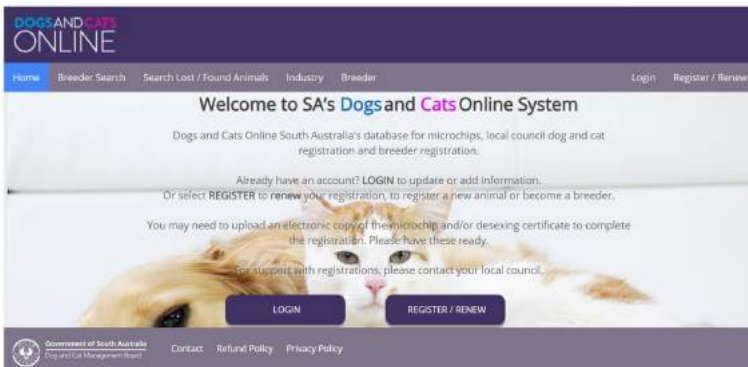 DOGSANDCATS
ONLINE
Home Breeder Search Search Lost / Found Animals Industry Breeder Login Register / Renew
Welcome to SA's Dogs and Cats Online System
Dogs and Cats Online South Australia's database for microchips, local council dog and cat
registration and breeder registration.
Already have an account? LOGIN to update or add information.
Or select REGISTER to renew your registration, to register a new animal or become a breeder.
You may need to upload an electronic copy of the microchip and/or desexing certificate to complete
the registration. Please have these ready.
For support with registrations, please contact your local council.
LOGIN REGISTER / RENEW
Government of South Australia
Dog and Cat Management Board
Contact Refund Policy Privacy Policy